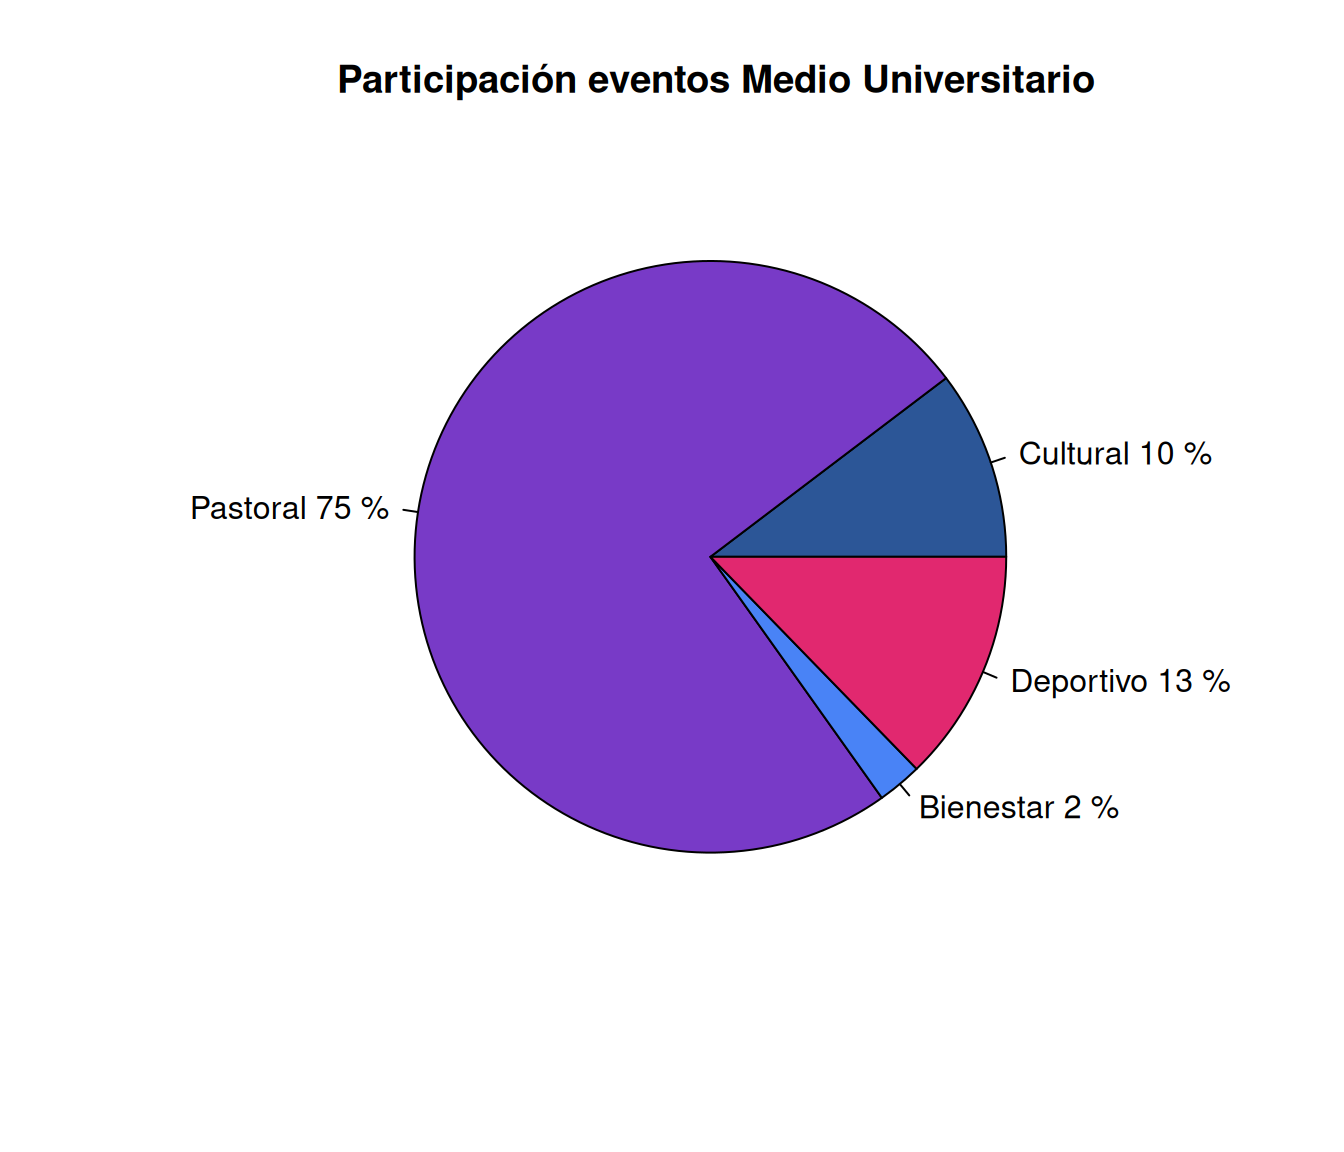 Participación eventos Medio Universitario
Cultural 10 %
Pastoral 75 %
Deportivo 13 %
Bienestar 2 %